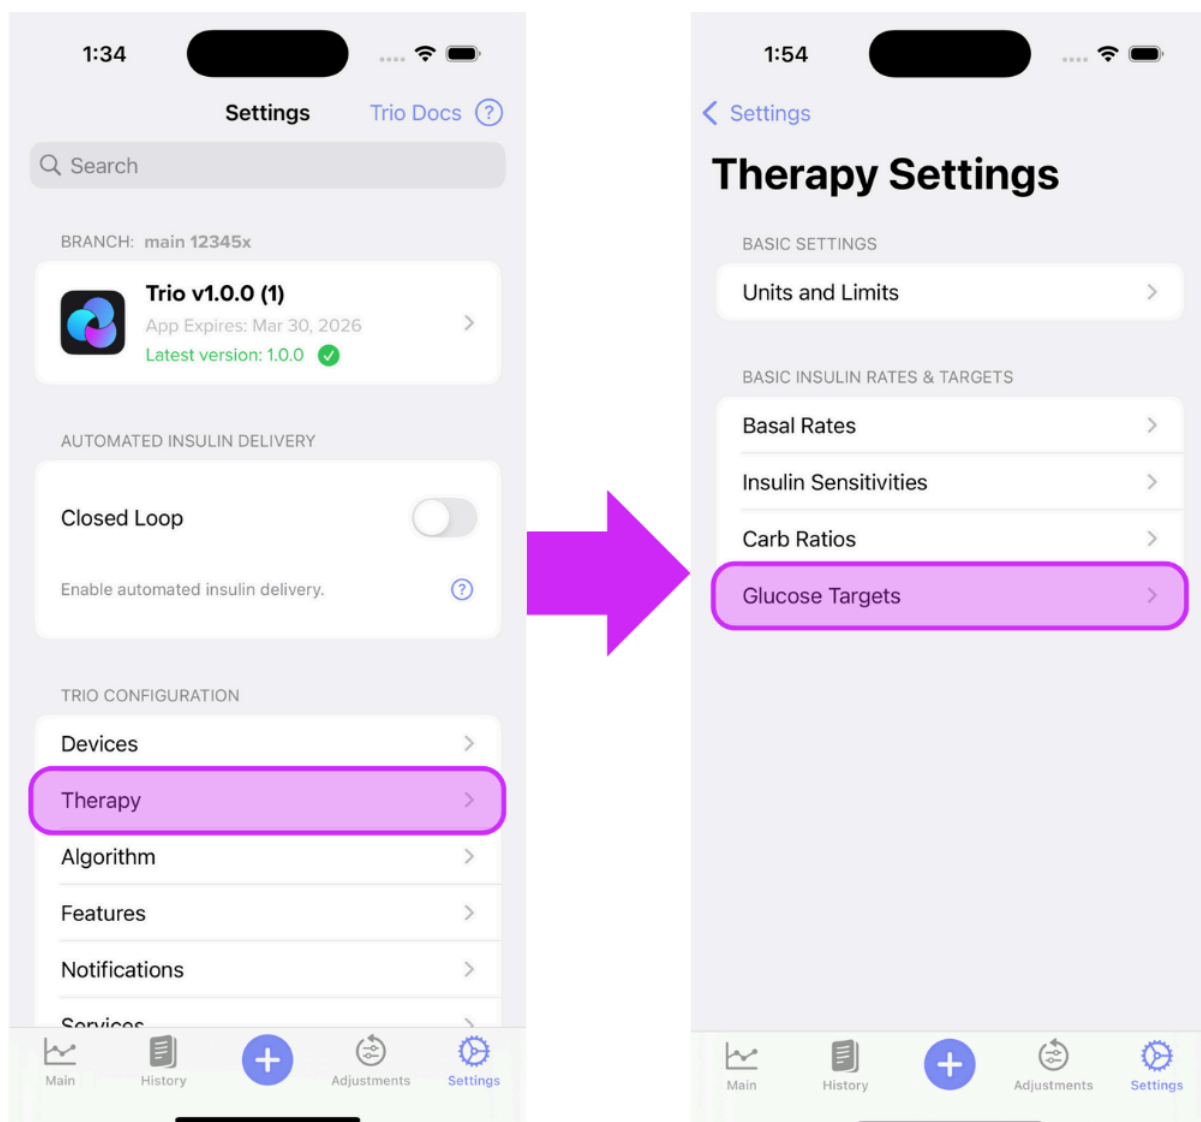 1:34
Settings
Trio Docs
Search
BRANCH: main 12345x
Trio v1.0.0 (1)
App Expires: Mar 30, 2026
Latest version: 1.0.0
AUTOMATED INSULIN DELIVERY
Closed Loop
Enable automated insulin delivery.
TRIO CONFIGURATION
Devices
Therapy
Algorithm
Features
Notifications
Services
Main
History
Adjustments
Settings
1:54
Settings
Therapy Settings
BASIC SETTINGS
Units and Limits
BASIC INSULIN RATES & TARGETS
Basal Rates
Insulin Sensitivities
Carb Ratios
Glucose Targets
Main
History
Adjustments
Settings